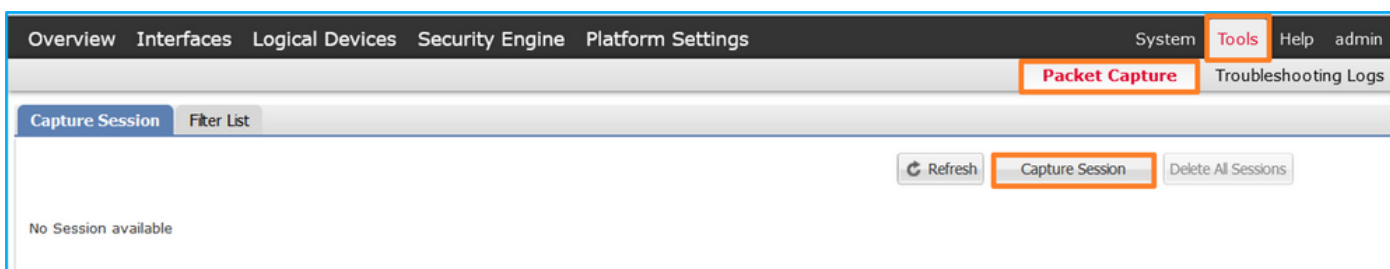 Overview Interfaces Logical Devices Security Engine Platform Settings System Tools Help admin
Packet Capture Troubleshooting Logs
Capture Session Filter List
Refresh Capture Session Delete All Sessions
No Session available